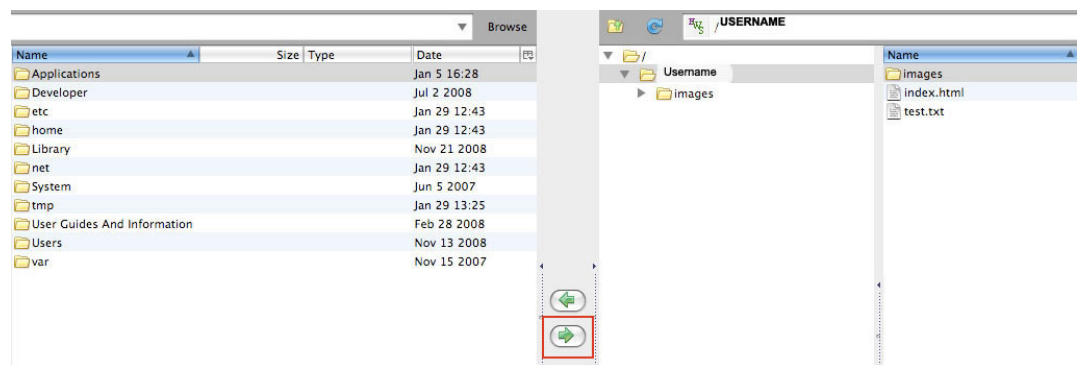 Browse
HWS /USERNAME
Name Size Type Date
Applications Jan 5 16:28
Developer Jul 2 2008
etc Jan 29 12:43
home Jan 29 12:43
Library Nov 21 2008
net Jan 29 12:43
System Jun 5 2007
tmp Jan 29 13:25
User Guides And Information Feb 28 2008
Users Nov 13 2008
var Nov 15 2007
/
Username
images
Name
images
index.html
test.txt